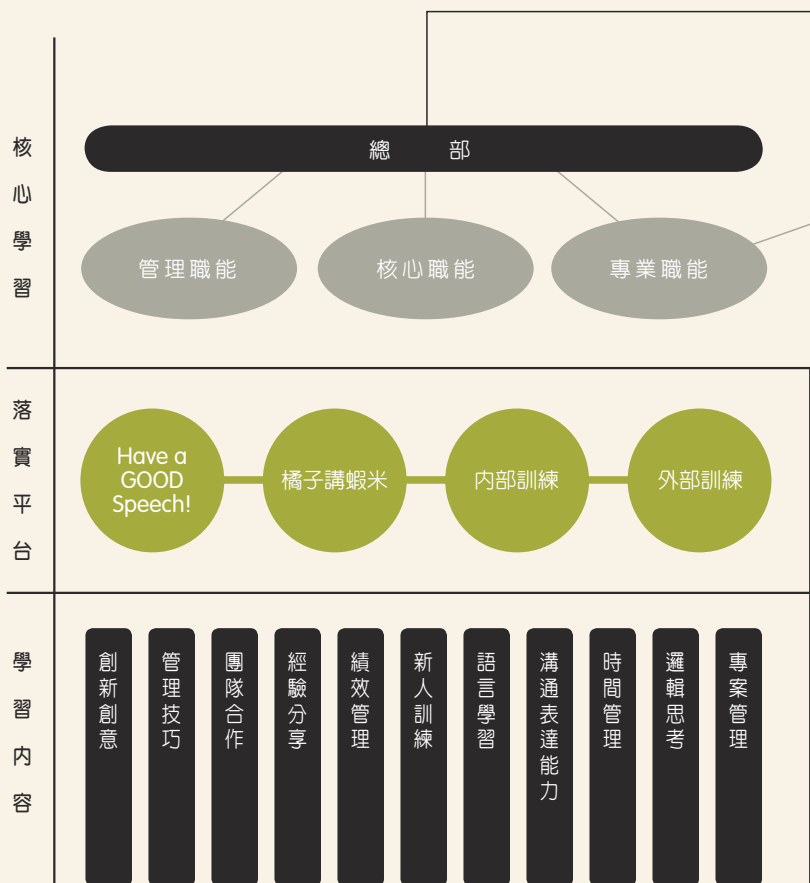 核心學習
總部
管理職能
核心職能
專業職能
落實平台
Have a
GOOD
Speech!
橘子講蝦米
內部訓練
外部訓練
學習內容
創新創意
管理技巧
團隊合作
經驗分享
績效管理
新人訓練
語言學習
溝通表達能力
時間管理
邏輯思考
專案管理